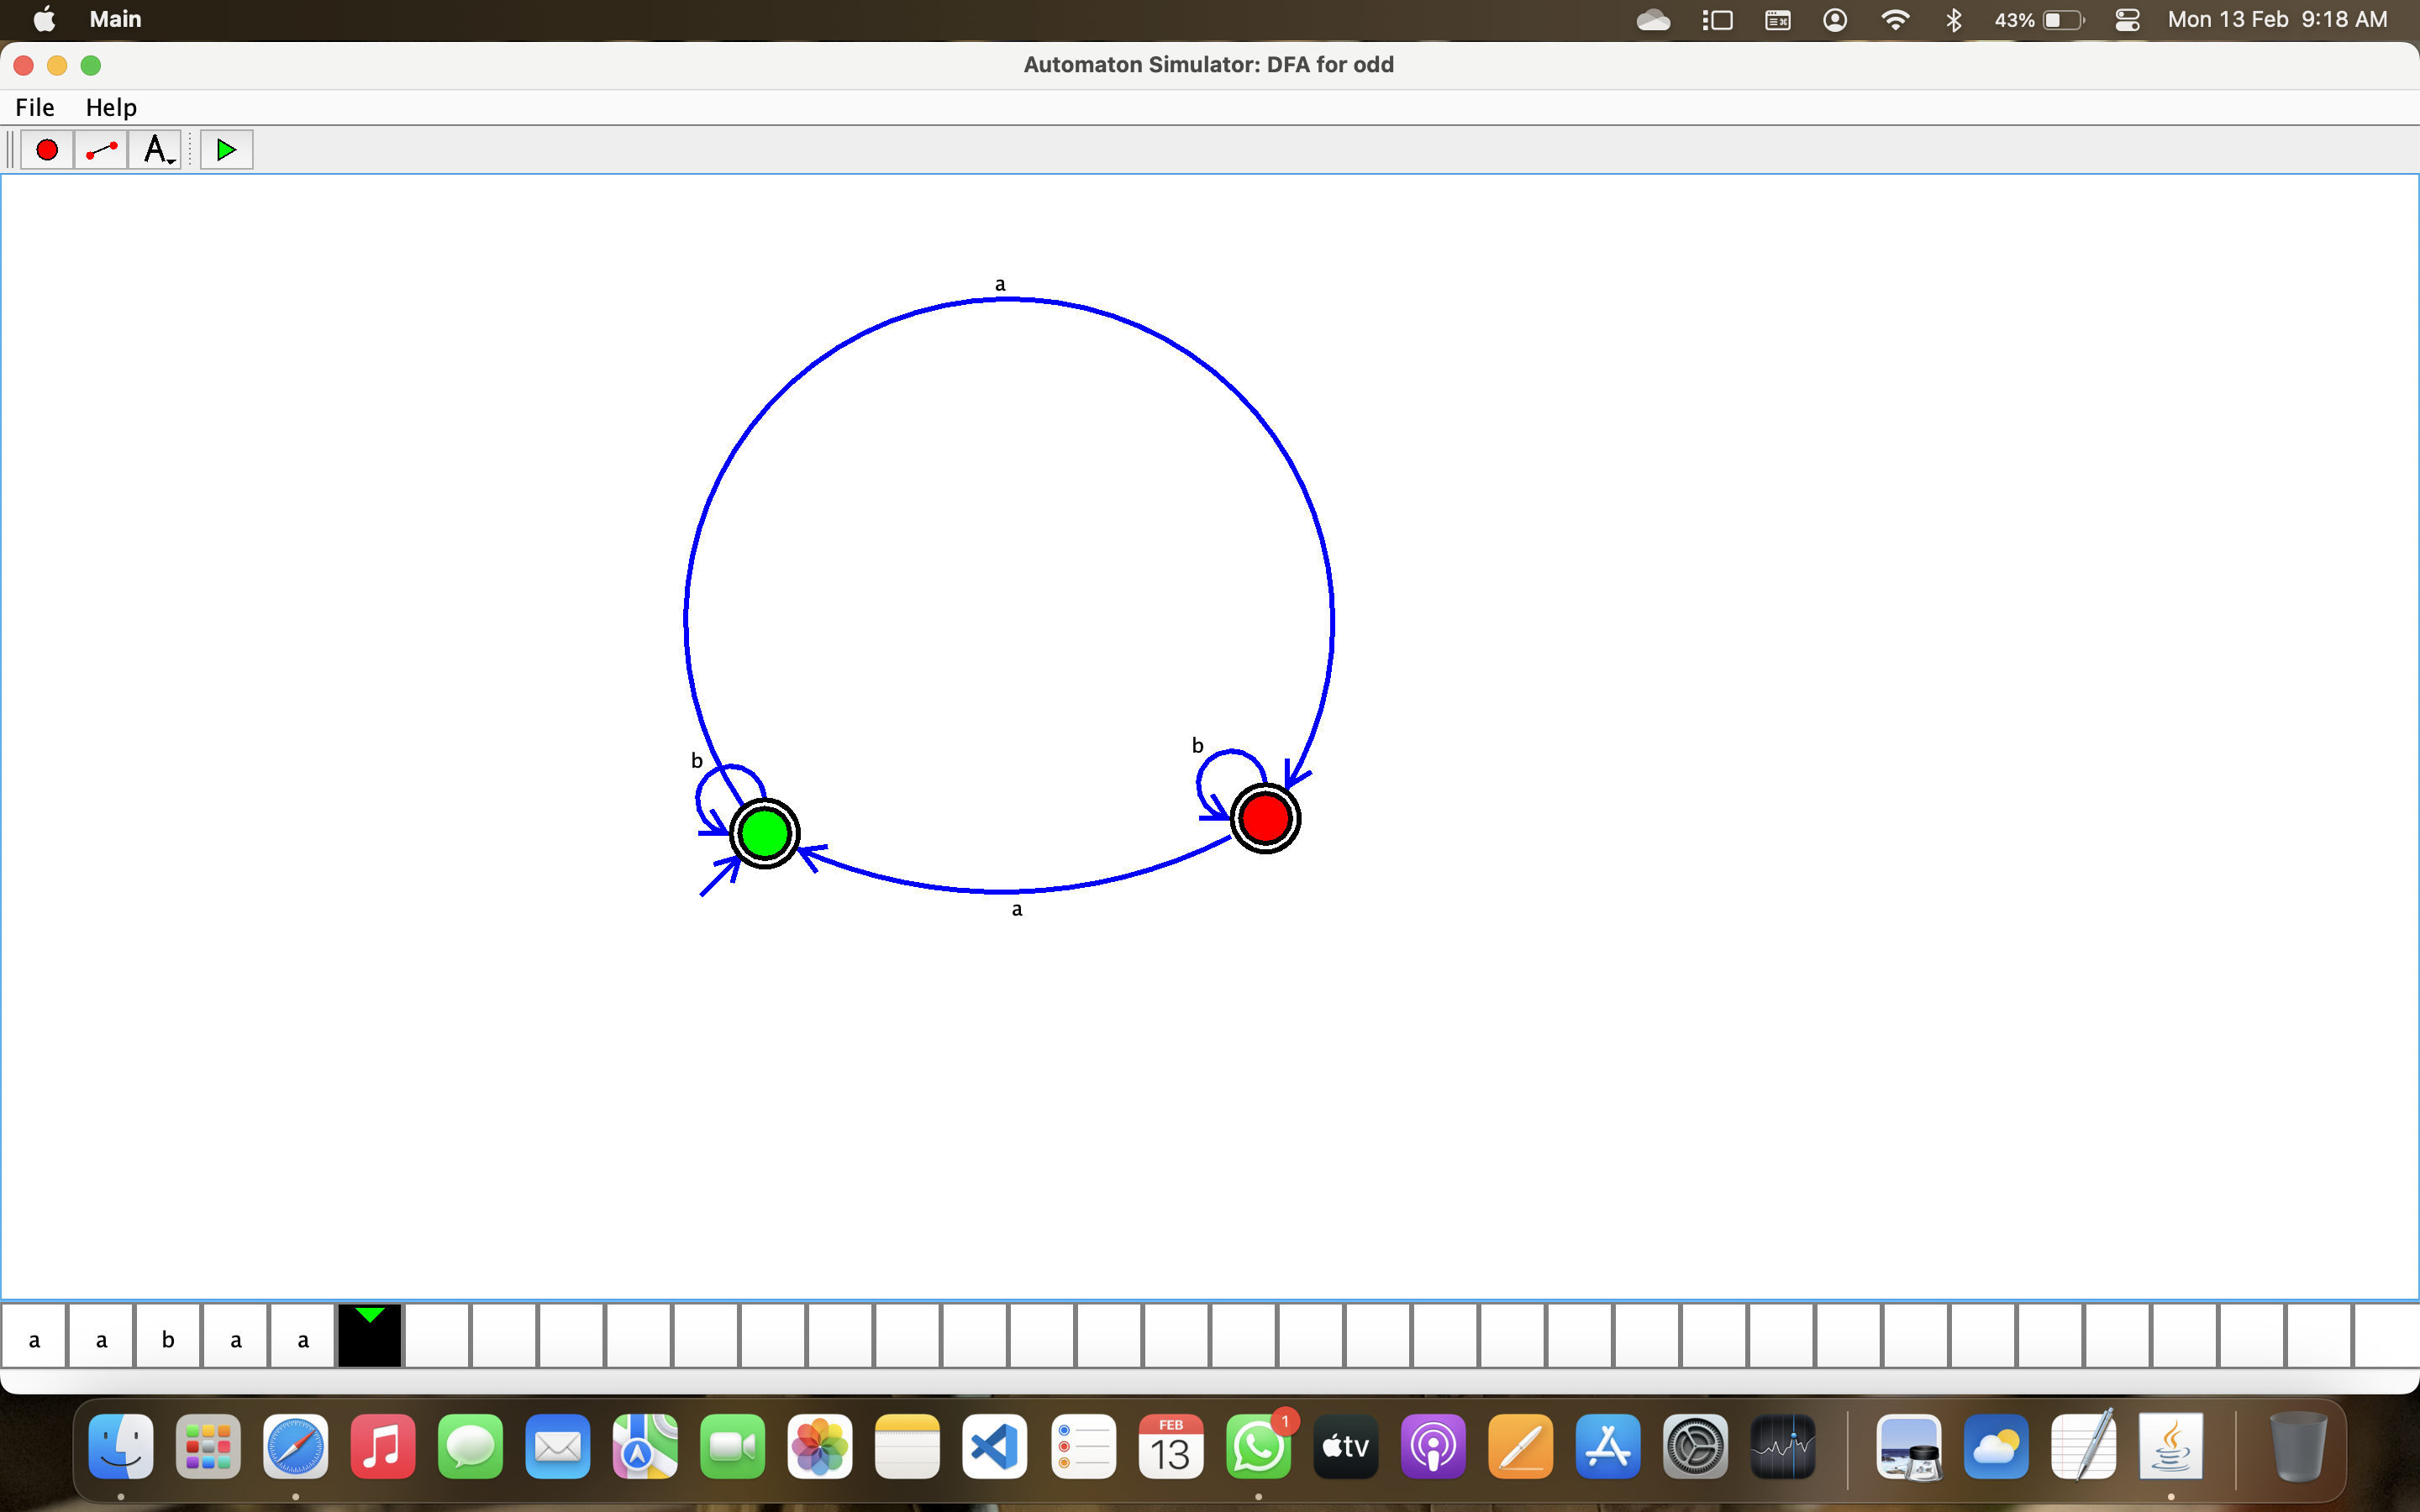 Main
43%
Mon 13 Feb 9:18 AM
Automaton Simulator: DFA for odd
File Help
A
a
b
b
a
a a b a a
FEB
13
1
tv